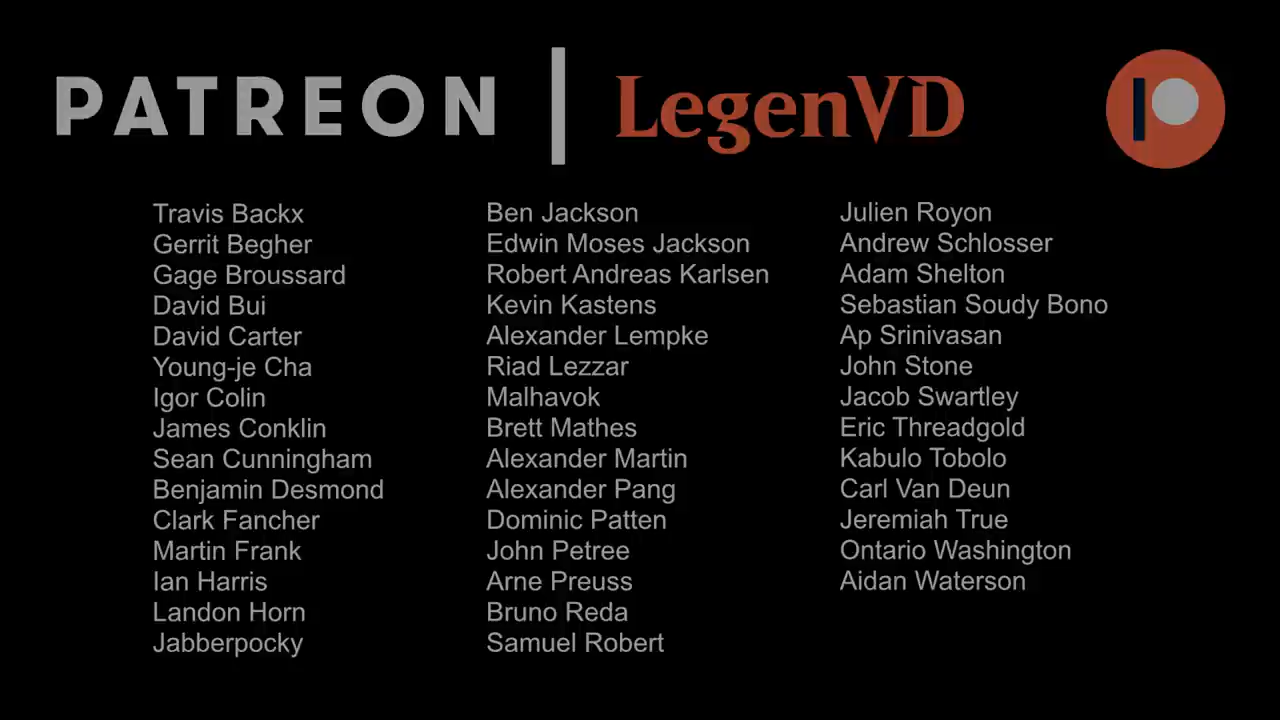 PATREON | LegenVD
Travis Backx
Gerrit Begher
Gage Broussard
David Bui
David Carter
Young-je Cha
Igor Colin
James Conklin
Sean Cunningham
Benjamin Desmond
Clark Fancher
Martin Frank
Ian Harris
Landon Horn
Jabberpocky
Ben Jackson
Edwin Moses Jackson
Robert Andreas Karlsen
Kevin Kastens
Alexander Lempke
Riad Lezzar
Malhavok
Brett Mathes
Alexander Martin
Alexander Pang
Dominic Patten
John Petree
Arne Preuss
Bruno Reda
Samuel Robert
Julien Royon
Andrew Schlosser
Adam Shelton
Sebastian Soudy Bono
Ap Srinivasan
John Stone
Jacob Swartley
Eric Threadgold
Kabulo Tobolo
Carl Van Deun
Jeremiah True
Ontario Washington
Aidan Waterson